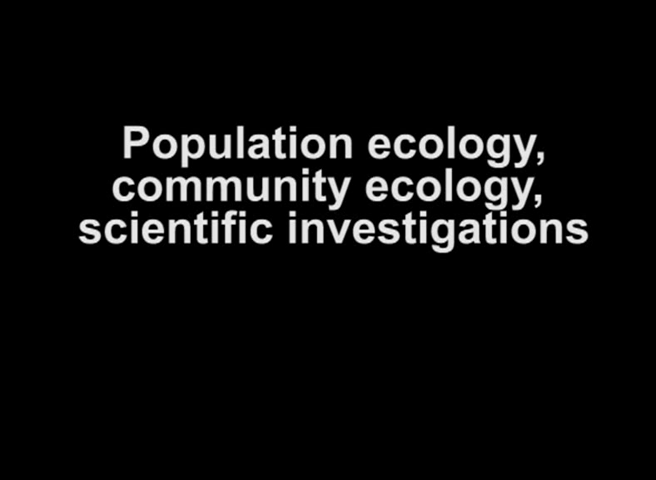 Population ecology,
community ecology,
scientific investigations